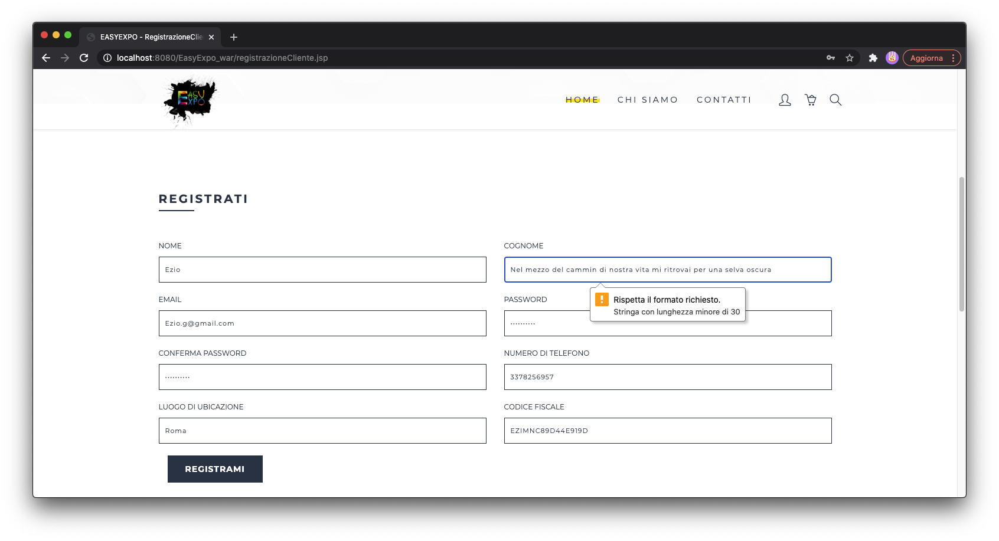 EASYEXPO - RegistrazioneClie
localhost:8080/EasyExpo_war/registrazioneCliente.jsp
Aggiorna
EASY
EXPO
HOME CHI SIAMO CONTATTI
REGISTRATI
NOME
COGNOME
Ezio
Nel mezzo del cammin di nostra vita mi ritrovai per una selva oscura
Rispetta il formato richiesto.
Stringa con lunghezza minore di 30
EMAIL
PASSWORD
Ezio.g@gmail.com
··········
CONFERMA PASSWORD
NUMERO DI TELEFONO
··········
3378256957
LUOGO DI UBICAZIONE
CODICE FISCALE
Roma
EZIMNC89D44E919D
REGISTRAMI